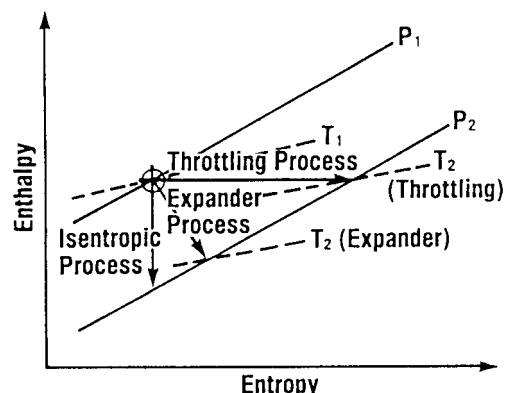 P1
P2
T1
Throttling Process
T2
(Throttling)
Expander
Process
Isentropic
Process
T2 (Expander)
Enthalpy
Entropy